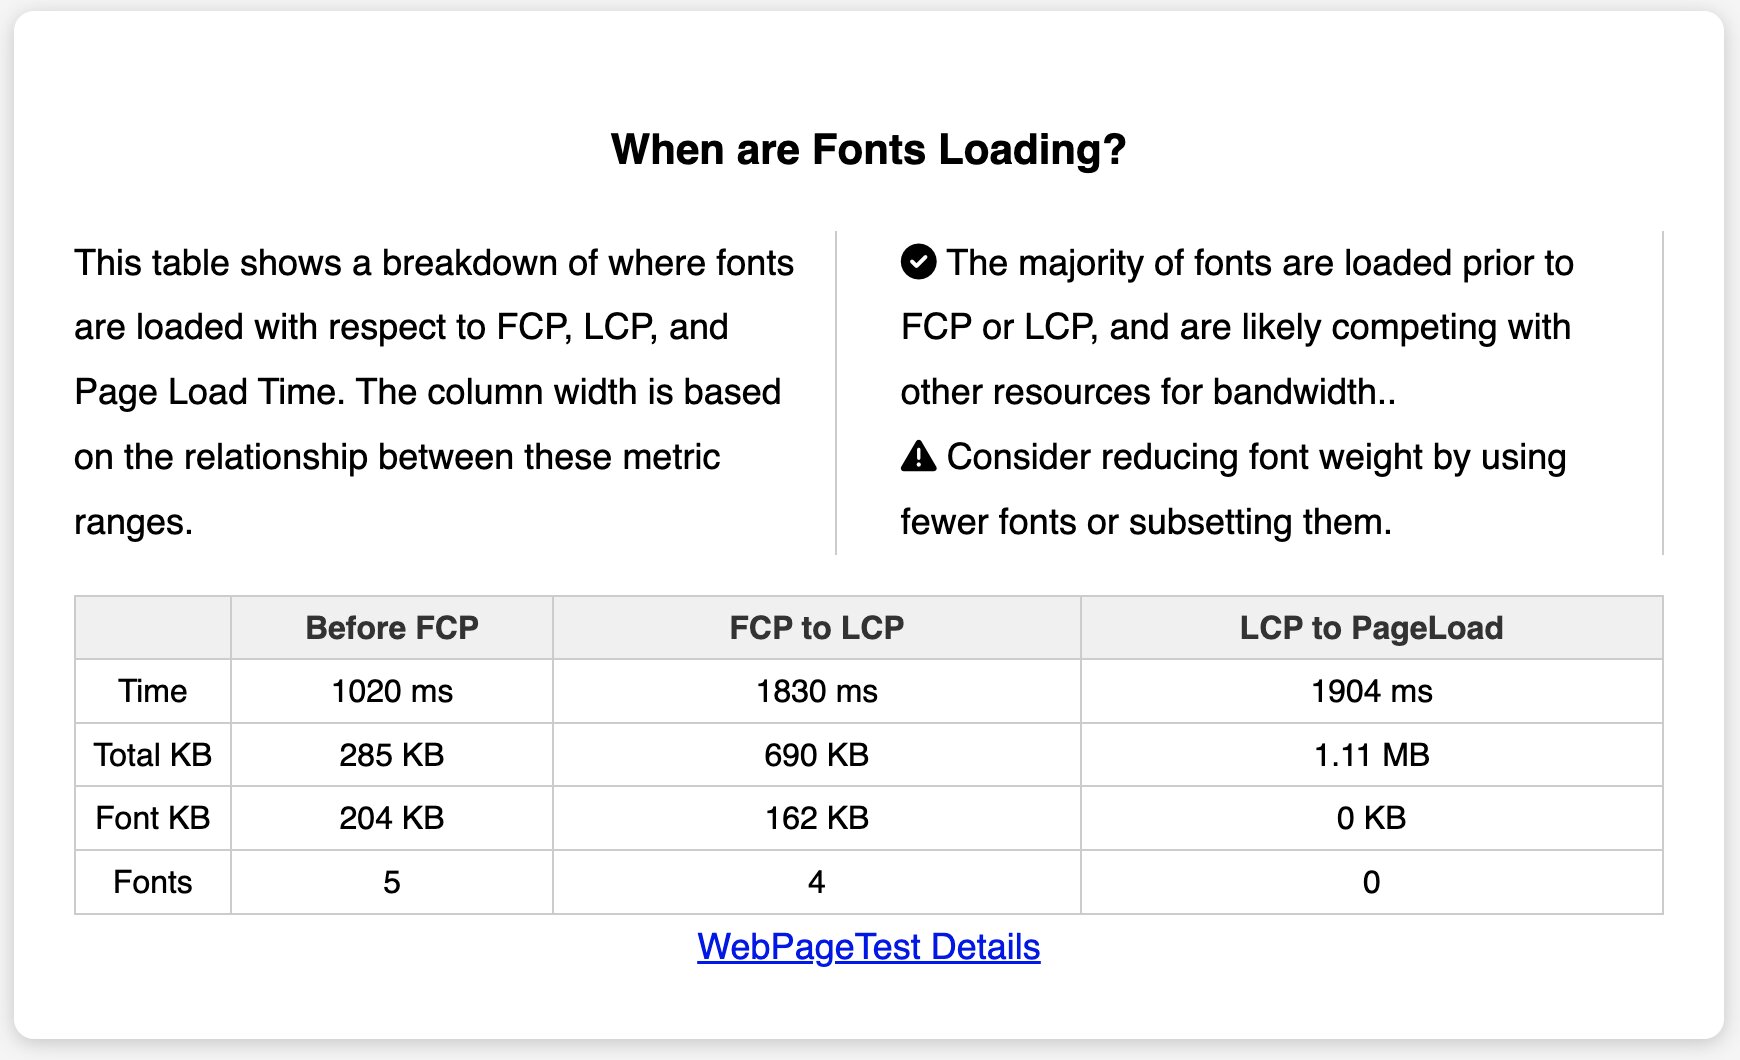 When are Fonts Loading?
This table shows a breakdown of where fonts
are loaded with respect to FCP, LCP, and
Page Load Time. The column width is based
on the relationship between these metric
ranges.
The majority of fonts are loaded prior to
FCP or LCP, and are likely competing with
other resources for bandwidth..
Consider reducing font weight by using
fewer fonts or subsetting them.
Before FCP FCP to LCP LCP to PageLoad
Time 1020 ms 1830 ms 1904 ms
Total KB 285 KB 690 KB 1.11 MB
Font KB 204 KB 162 KB 0 KB
Fonts 5 4 0
WebPageTest Details